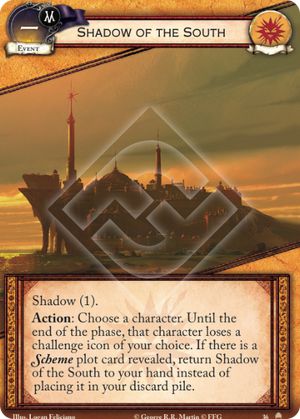 —
EVENT
SHADOW OF THE SOUTH
Shadow (1).
Action: Choose a character. Until the
end of the phase, that character loses a
challenge icon of your choice. If there is a
Scheme plot card revealed, return Shadow
of the South to your hand instead of
placing it in your discard pile.
Illus. Logan Feliciano © George R.R. Martin © FFG 16